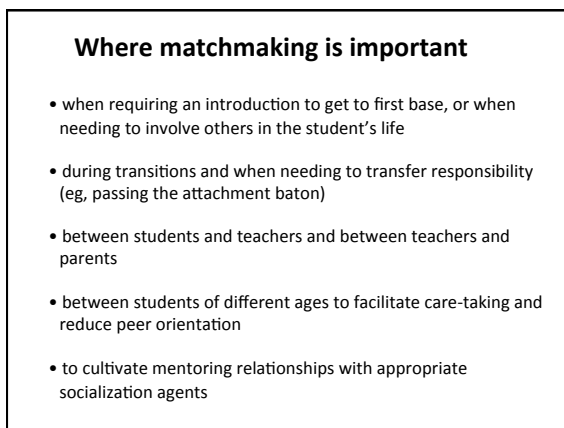 Where matchmaking is important
• when requiring an introduction to get to first base, or when
needing to involve others in the student's life
• during transitions and when needing to transfer responsibility
(eg, passing the attachment baton)
• between students and teachers and between teachers and
parents
• between students of different ages to facilitate care-taking and
reduce peer orientation
• to cultivate mentoring relationships with appropriate
socialization agents